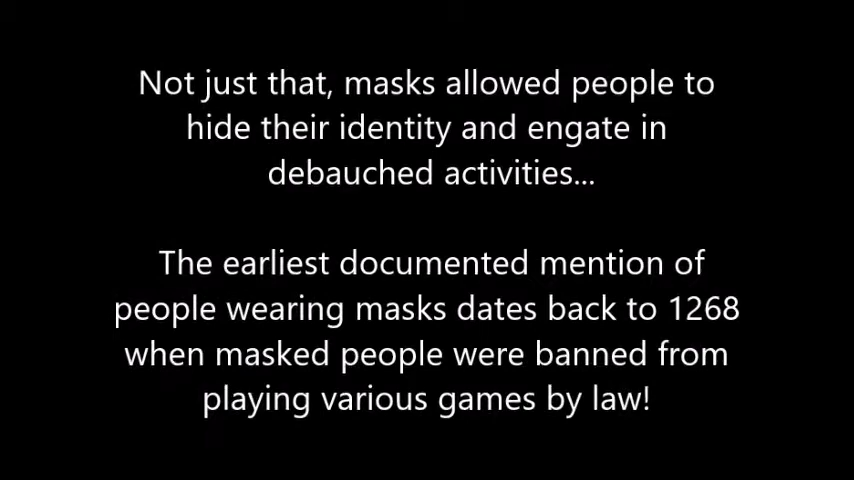 Not just that, masks allowed people to
hide their identity and engate in
debauched activities...
The earliest documented mention of
people wearing masks dates back to 1268
when masked people were banned from
playing various games by law!